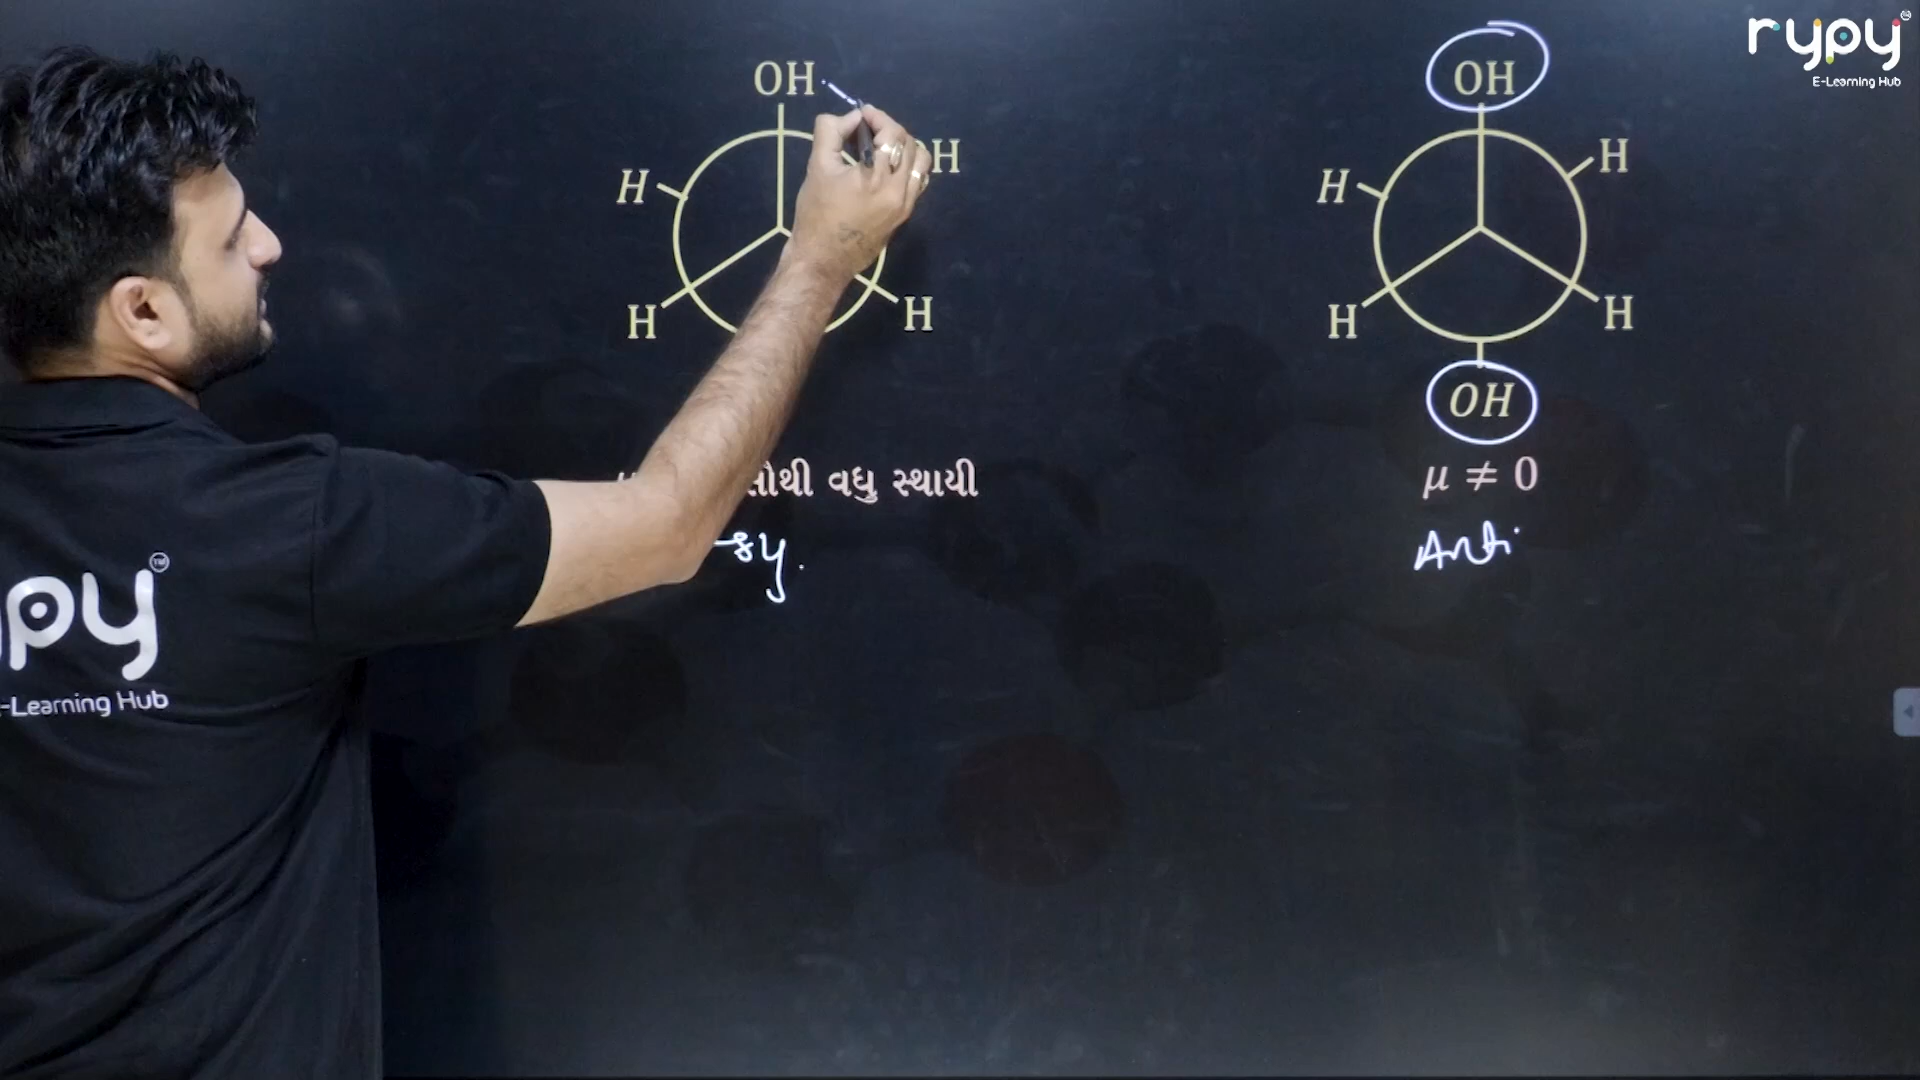 rypy
E-Learning Hub
OH
H
H
H
H
સૌથી વધુ સ્થાયી
OH
H
H
H
H
OH
μ ≠ 0
Anti
py
-Learning Hub